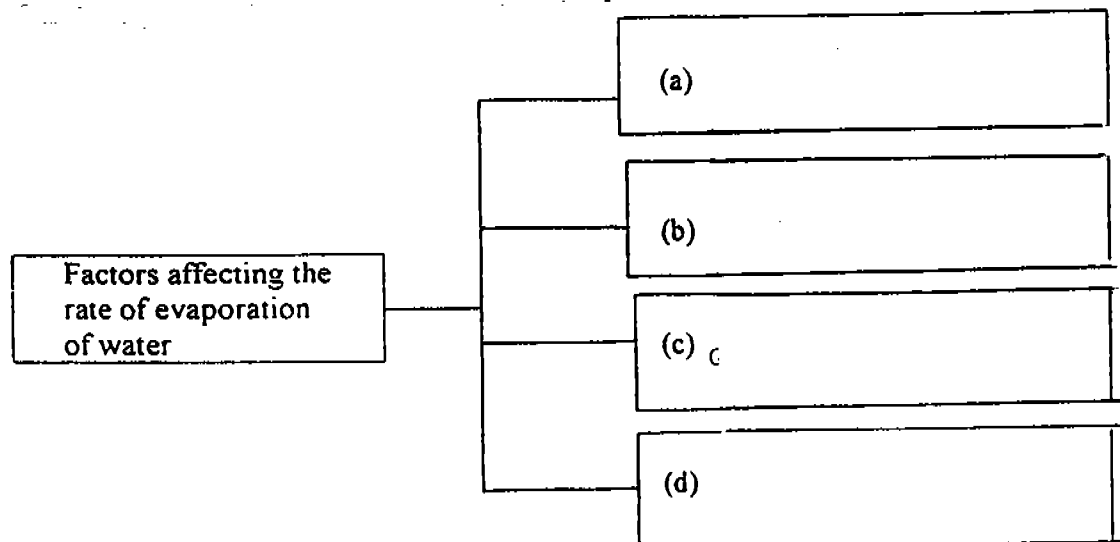 (a)
(b)
Factors affecting the
rate of evaporation
of water
(c)
(d)